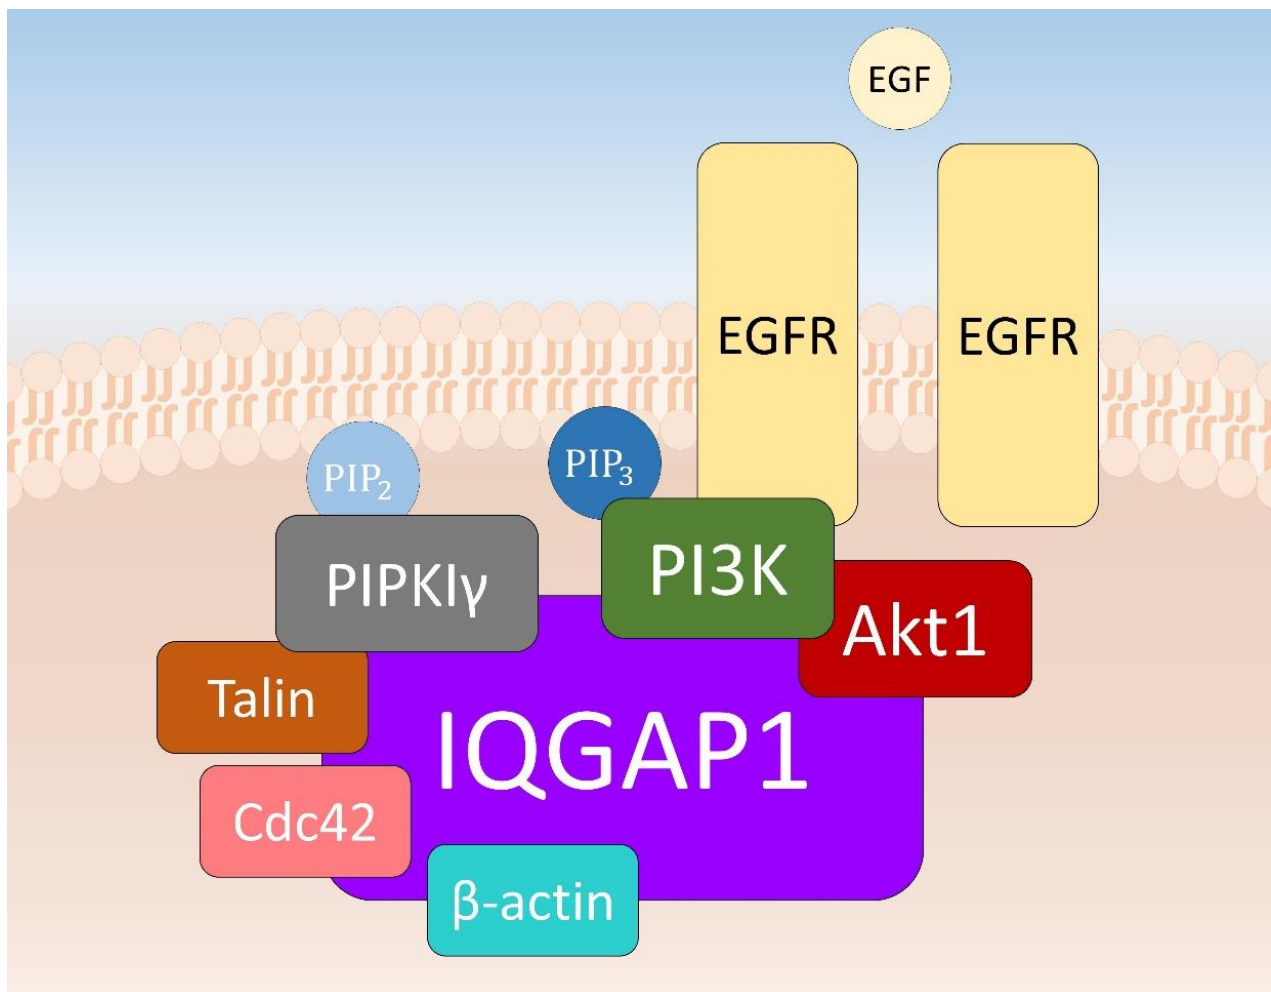 EGF
EGFR
EGFR
PIP₂
PIP₃
PIPKIγ
PI3K
Akt1
Talin
IQGAP1
Cdc42
β-actin